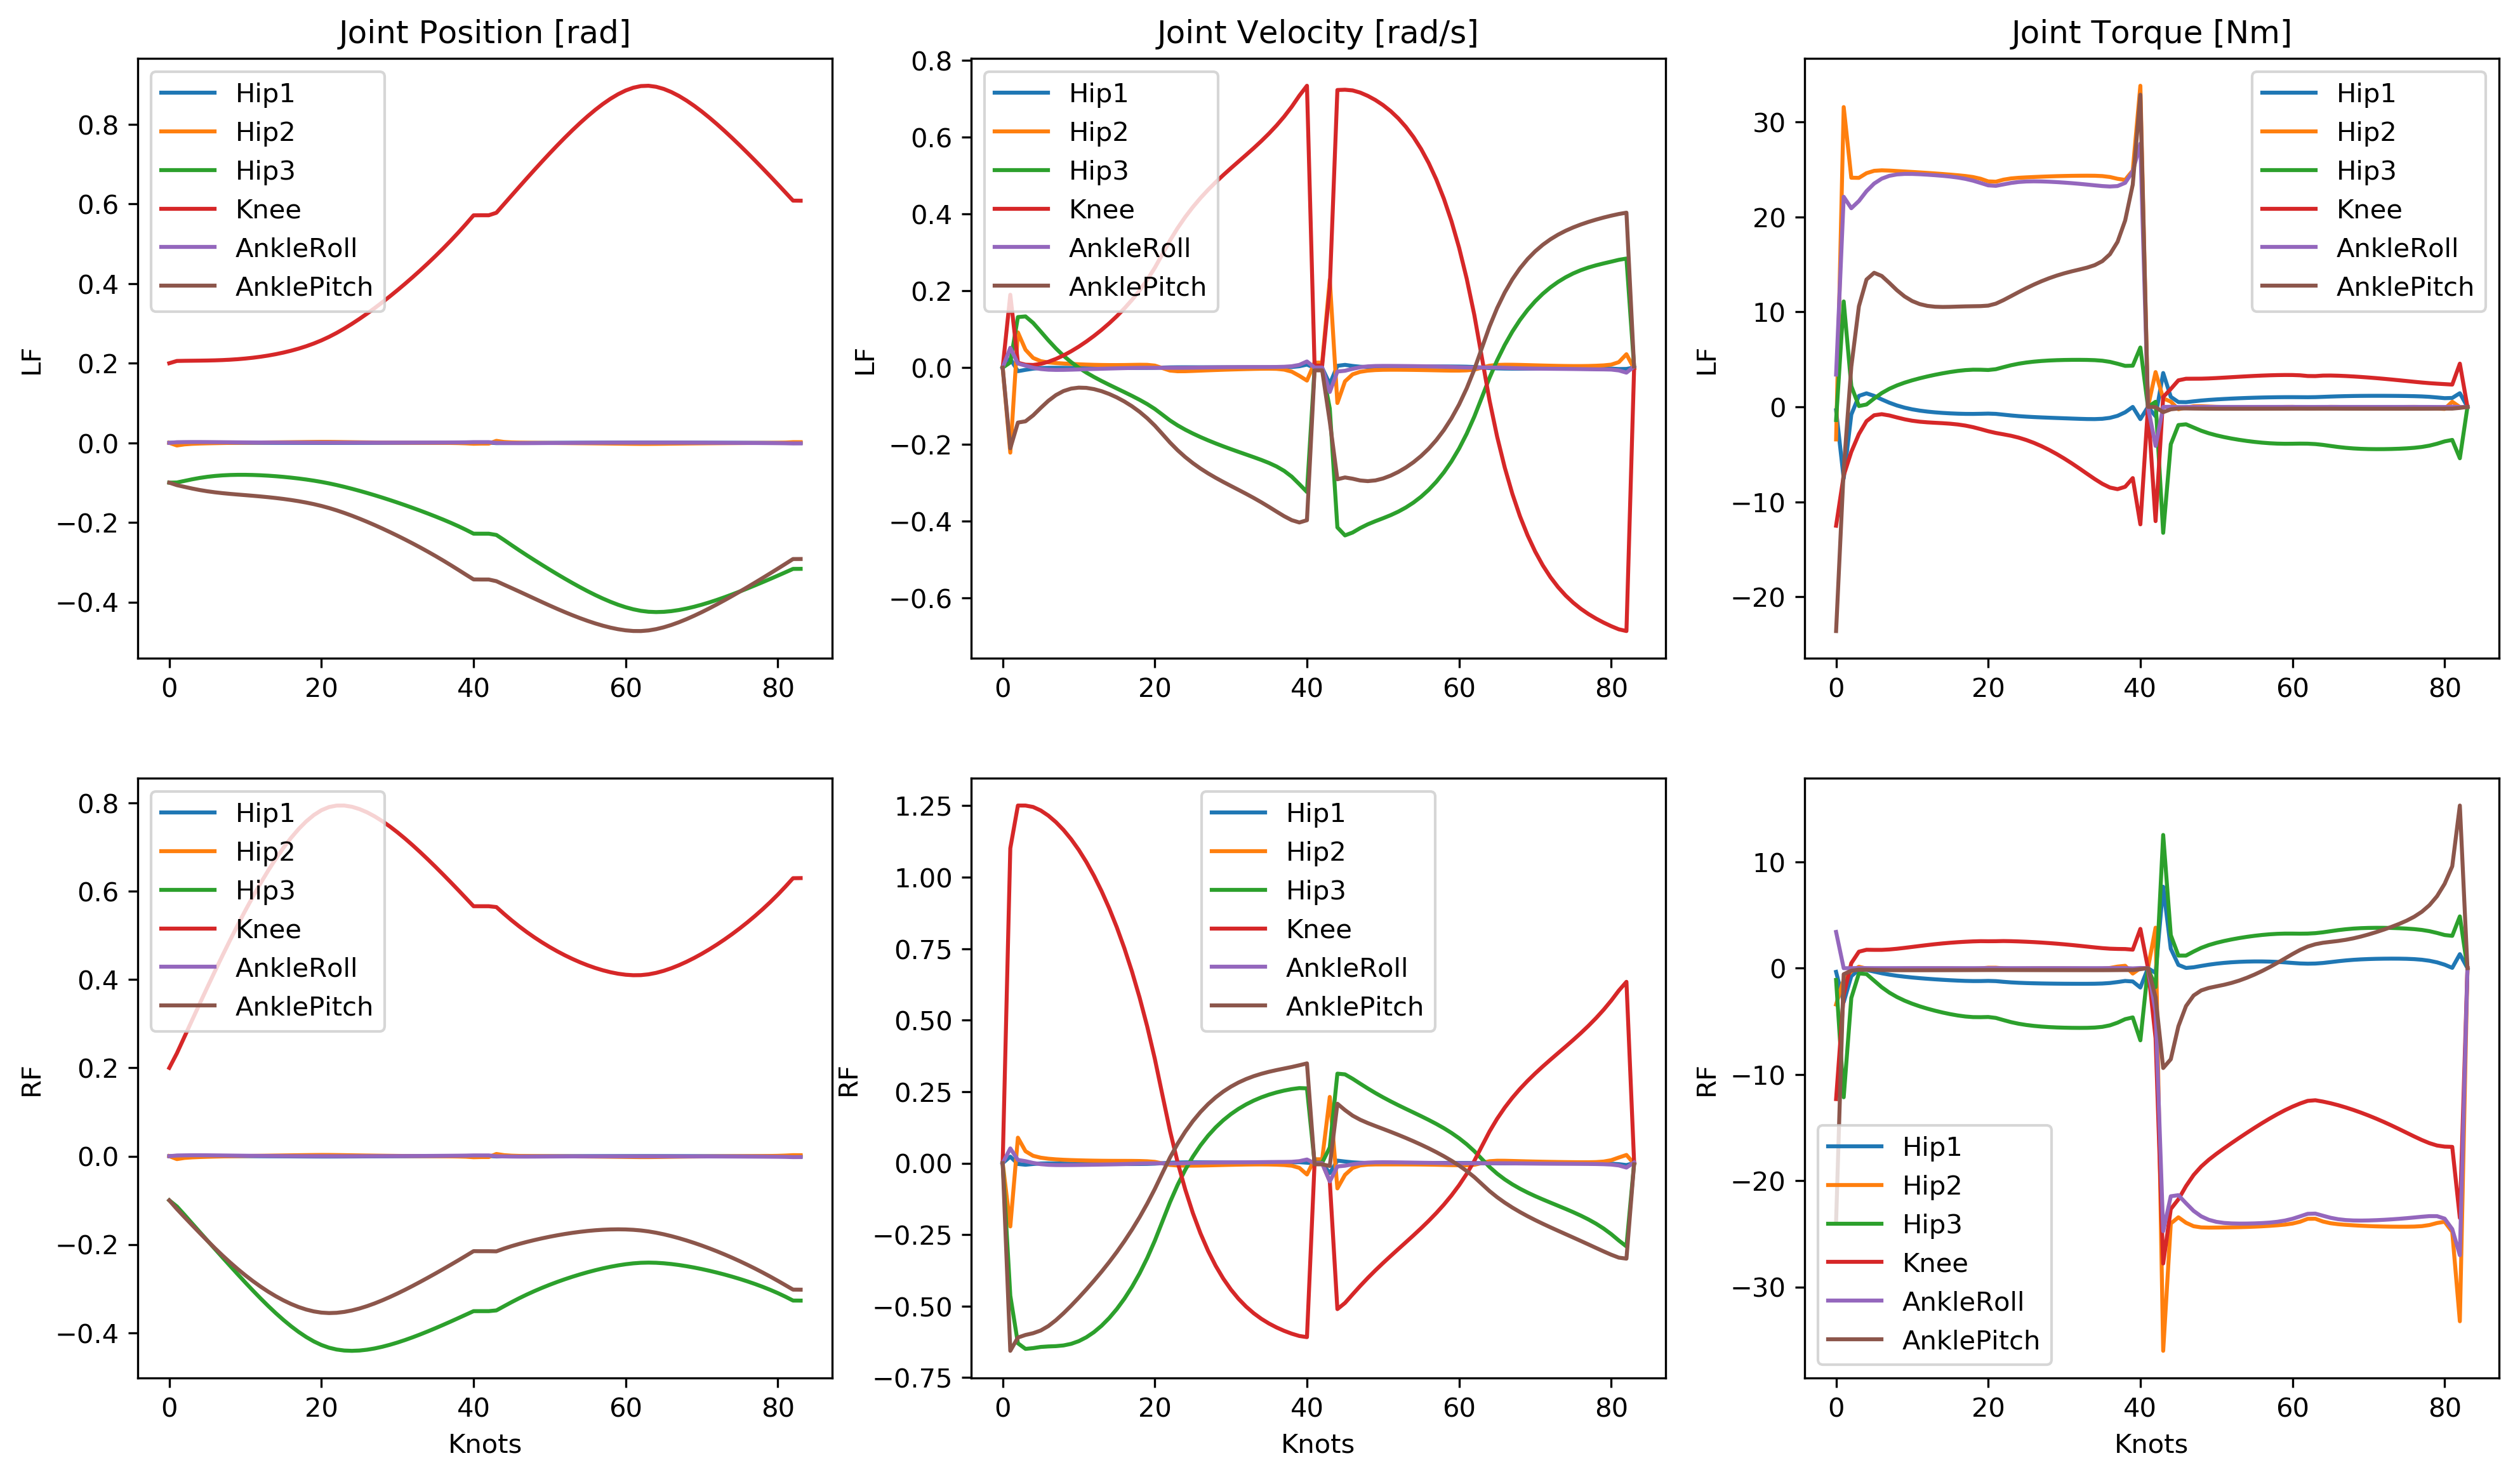 Joint Position [rad]
Joint Velocity [rad/s]
Joint Torque [Nm]
LF
0.8
0.6
0.4
0.2
0.0
−0.2
−0.4
Hip1
Hip2
Hip3
Knee
AnkleRoll
AnklePitch
0 20 40 60 80
LF
0.8
0.6
0.4
0.2
0.0
−0.2
−0.4
−0.6
Hip1
Hip2
Hip3
Knee
AnkleRoll
AnklePitch
0 20 40 60 80
LF
30
20
10
0
−10
−20
Hip1
Hip2
Hip3
Knee
AnkleRoll
AnklePitch
0 20 40 60 80
RF
0.8
0.6
0.4
0.2
0.0
−0.2
−0.4
Hip1
Hip2
Hip3
Knee
AnkleRoll
AnklePitch
0 20 40 60 80
Knots
RF
1.25
1.00
0.75
0.50
0.25
0.00
−0.25
−0.50
−0.75
Hip1
Hip2
Hip3
Knee
AnkleRoll
AnklePitch
0 20 40 60 80
Knots
RF
10
0
−10
−20
−30
Hip1
Hip2
Hip3
Knee
AnkleRoll
AnklePitch
0 20 40 60 80
Knots